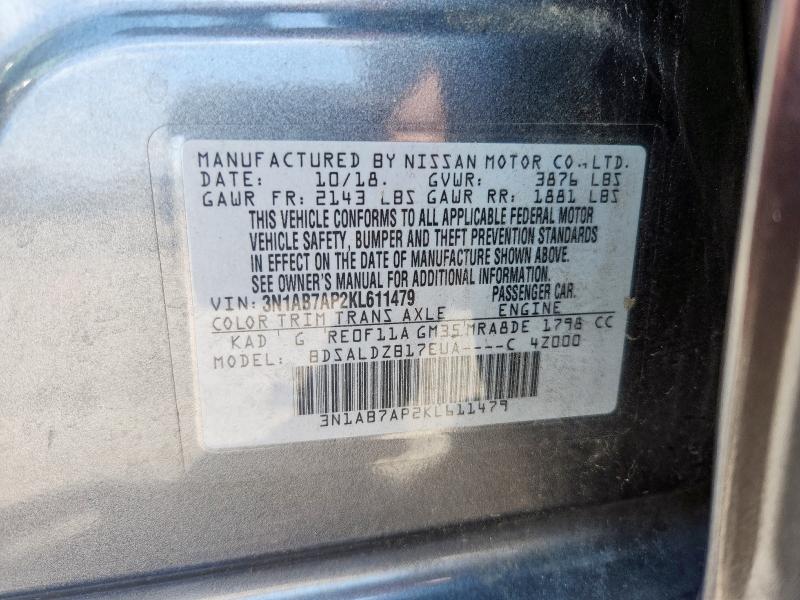 MANUFACTURED BY NISSAN MOTOR CO.,LTD.
DATE: 10/18. GVWR: 3876 LBS
GAWR FR: 2143 LBS GAWR RR: 1881 LBS
THIS VEHICLE CONFORMS TO ALL APPLICABLE FEDERAL MOTOR
VEHICLE SAFETY, BUMPER AND THEFT PREVENTION STANDARDS
IN EFFECT ON THE DATE OF MANUFACTURE SHOWN ABOVE.
SEE OWNER'S MANUAL FOR ADDITIONAL INFORMATION.
VIN: 3N1AB7AP2KL611479 PASSENGER CAR.
COLOR TRIM TRANS AXLE ENGINE
KAD G RE0F11A GM35 MRA8DE 1798 CC
MODEL: BDSALDZB17EUA----C 4Z000
3N1AB7AP2KL611479